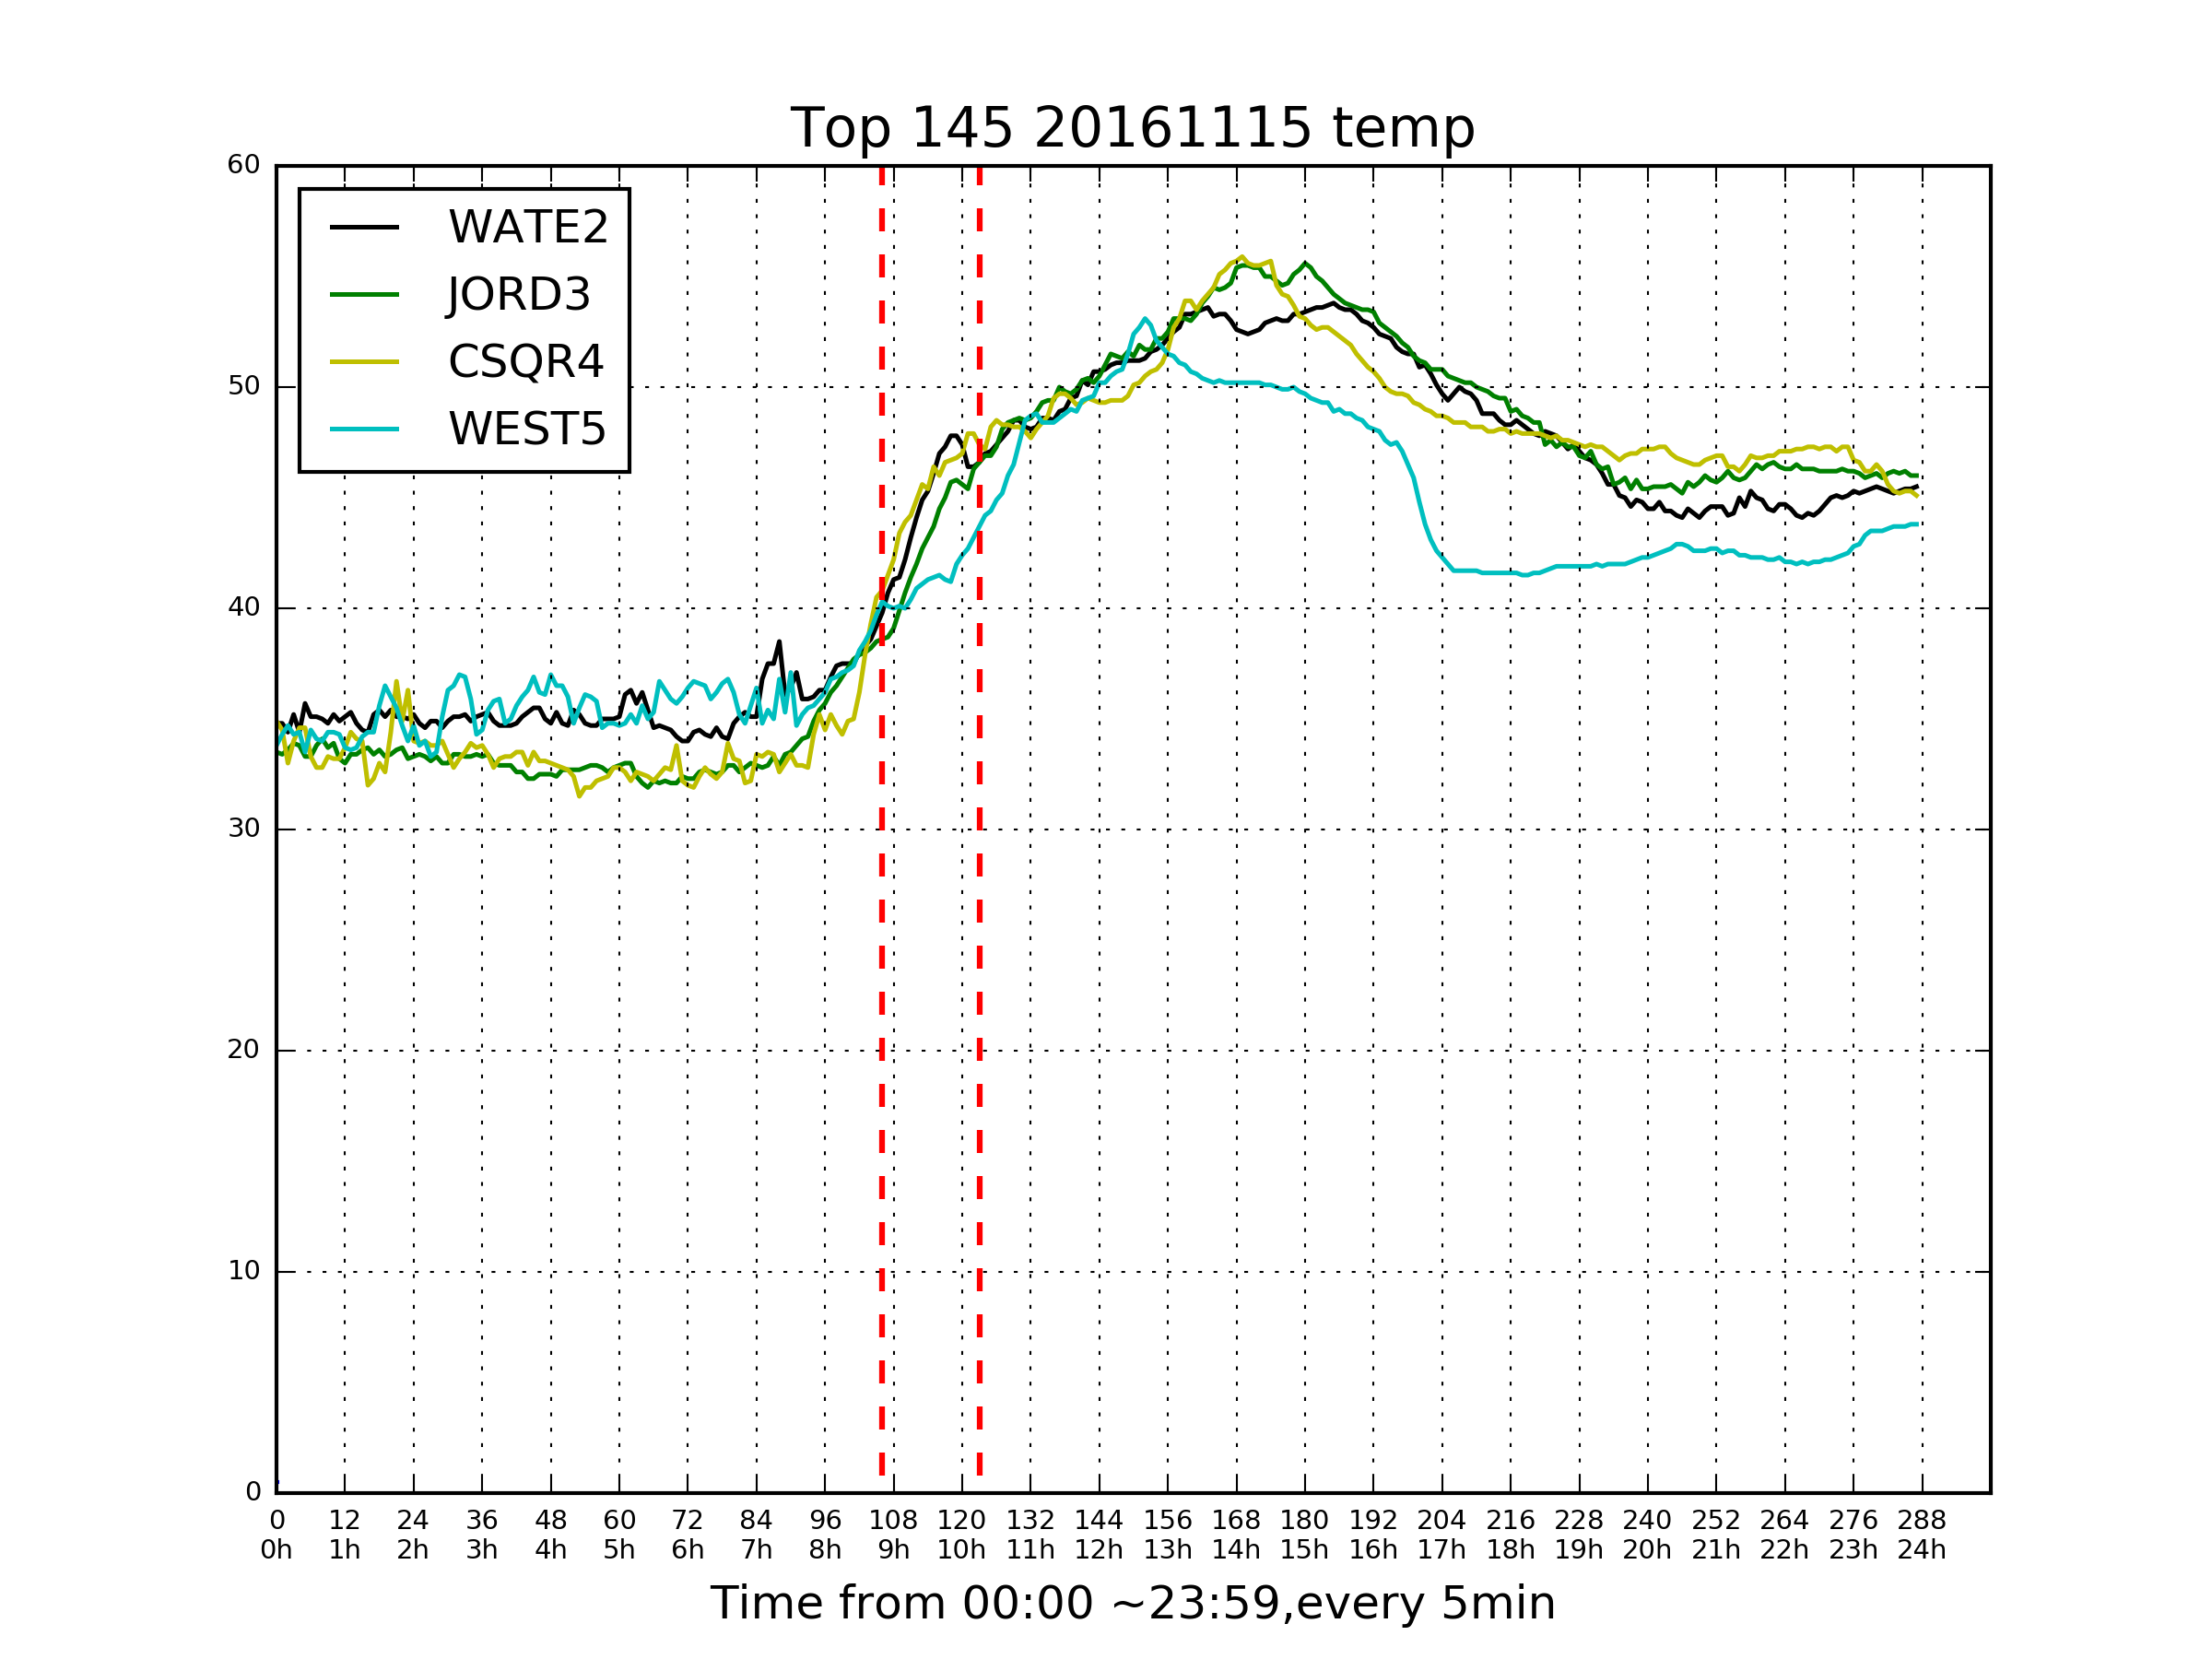 Top 145 20161115 temp
60
50
40
30
20
10
0
WATE2
JORD3
CSQR4
WEST5
0 12 24 36 48 60 72 84 96 108 120 132 144 156 168 180 192 204 216 228 240 252 264 276 288
0h 1h 2h 3h 4h 5h 6h 7h 8h 9h 10h 11h 12h 13h 14h 15h 16h 17h 18h 19h 20h 21h 22h 23h 24h
Time from 00:00 ~23:59,every 5min